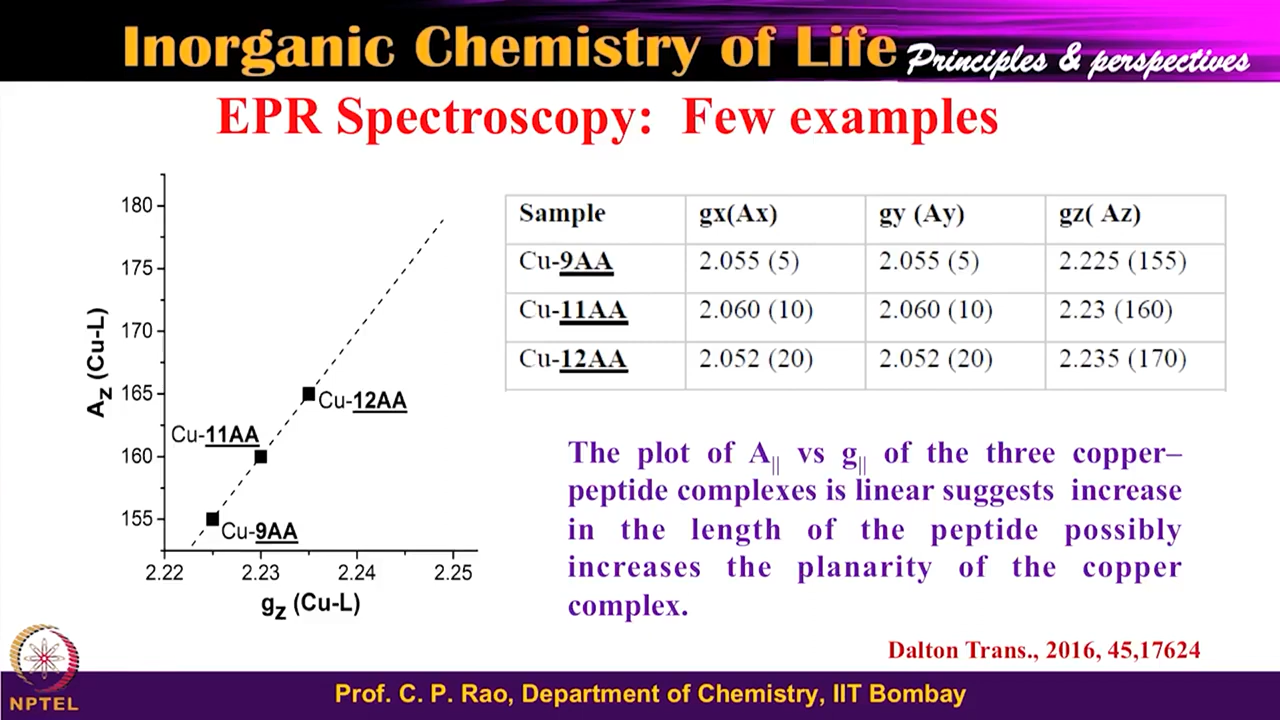 Inorganic Chemistry of Life Principles & perspectives
EPR Spectroscopy: Few examples
180
175
170
165
160
155
A_z (Cu-L)
Cu-12AA
Cu-11AA
Cu-9AA
2.22 2.23 2.24 2.25
g_z (Cu-L)
Sample gx(Ax) gy (Ay) gz( Az)
Cu-9AA 2.055 (5) 2.055 (5) 2.225 (155)
Cu-11AA 2.060 (10) 2.060 (10) 2.23 (160)
Cu-12AA 2.052 (20) 2.052 (20) 2.235 (170)
The plot of A|| vs g|| of the three copper–
peptide complexes is linear suggests increase
in the length of the peptide possibly
increases the planarity of the copper
complex.
Dalton Trans., 2016, 45,17624
NPTEL
Prof. C. P. Rao, Department of Chemistry, IIT Bombay